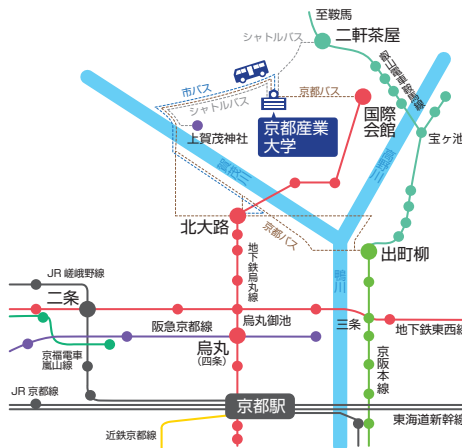 至鞍馬
シャトルバス
二軒茶屋
叡山電車鞍馬線
市バス
シャトルバス
京都バス
国際
会館
上賀茂神社
京都産業
大学
宝ヶ池
高野川
賀茂川
北大路
京都バス
出町柳
地下鉄烏丸線
JR 嵯峨野線
鴨川
二条
烏丸御池
三条
地下鉄東西線
阪急京都線
烏丸
(四条)
京福電車
嵐山線
京阪本線
JR 京都線
京都駅
東海道新幹線
近鉄京都線